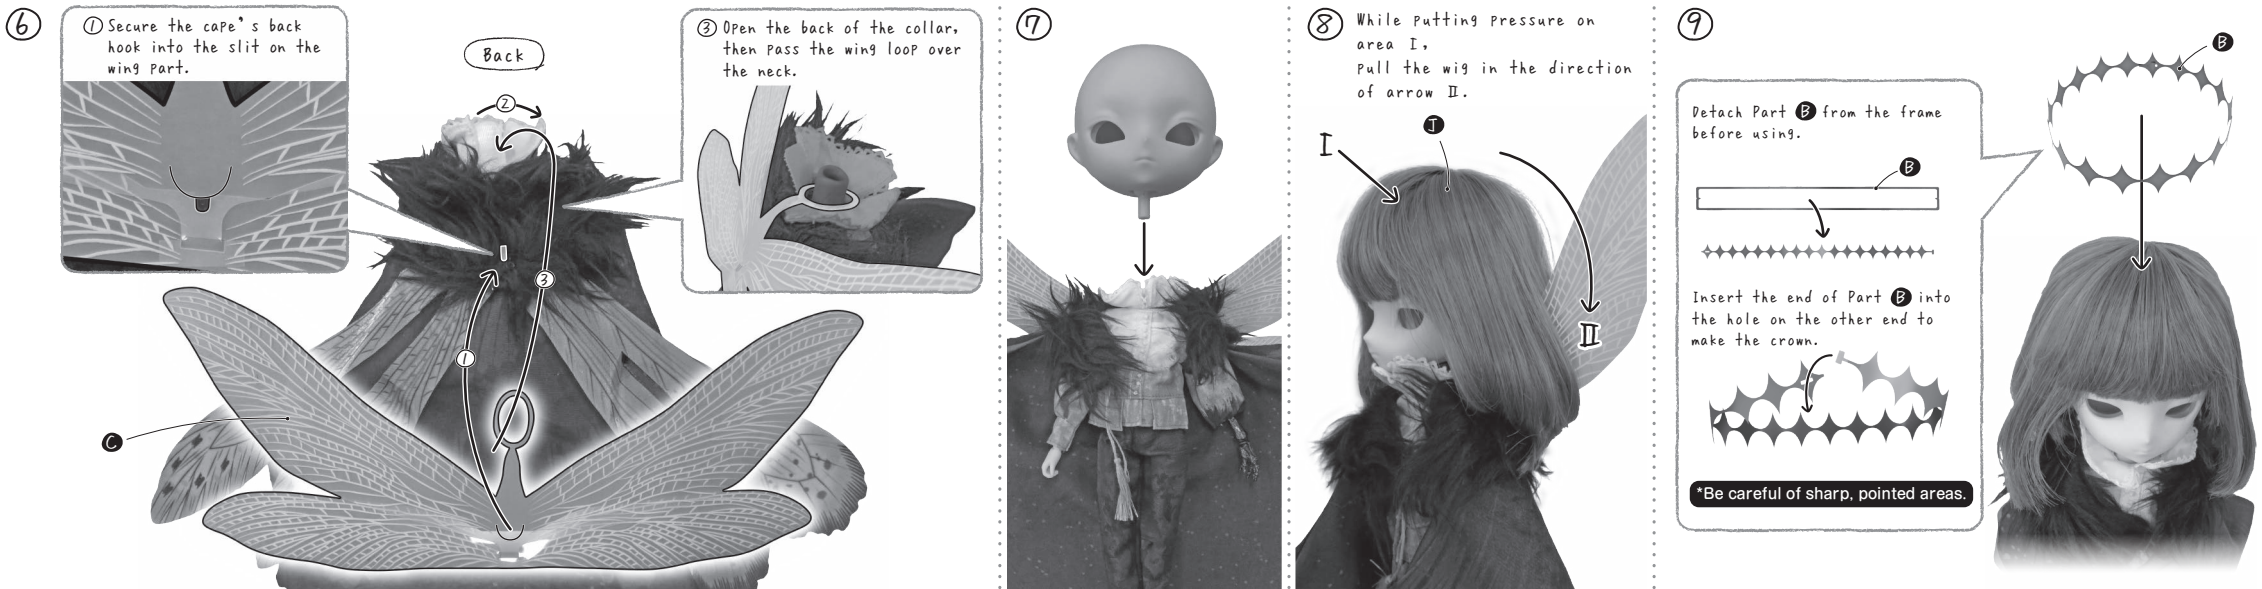 6
① Secure the cape's back
hook into the slit on the
wing part.
Back
③ Open the back of the collar,
then pass the wing loop over
the neck.
②
③
①
C
7
8
While putting pressure on
area I,
pull the wig in the direction
of arrow II.
I
J
II
9
B
Detach Part B from the frame
before using.
B
Insert the end of Part B into
the hole on the other end to
make the crown.
*Be careful of sharp, pointed areas.